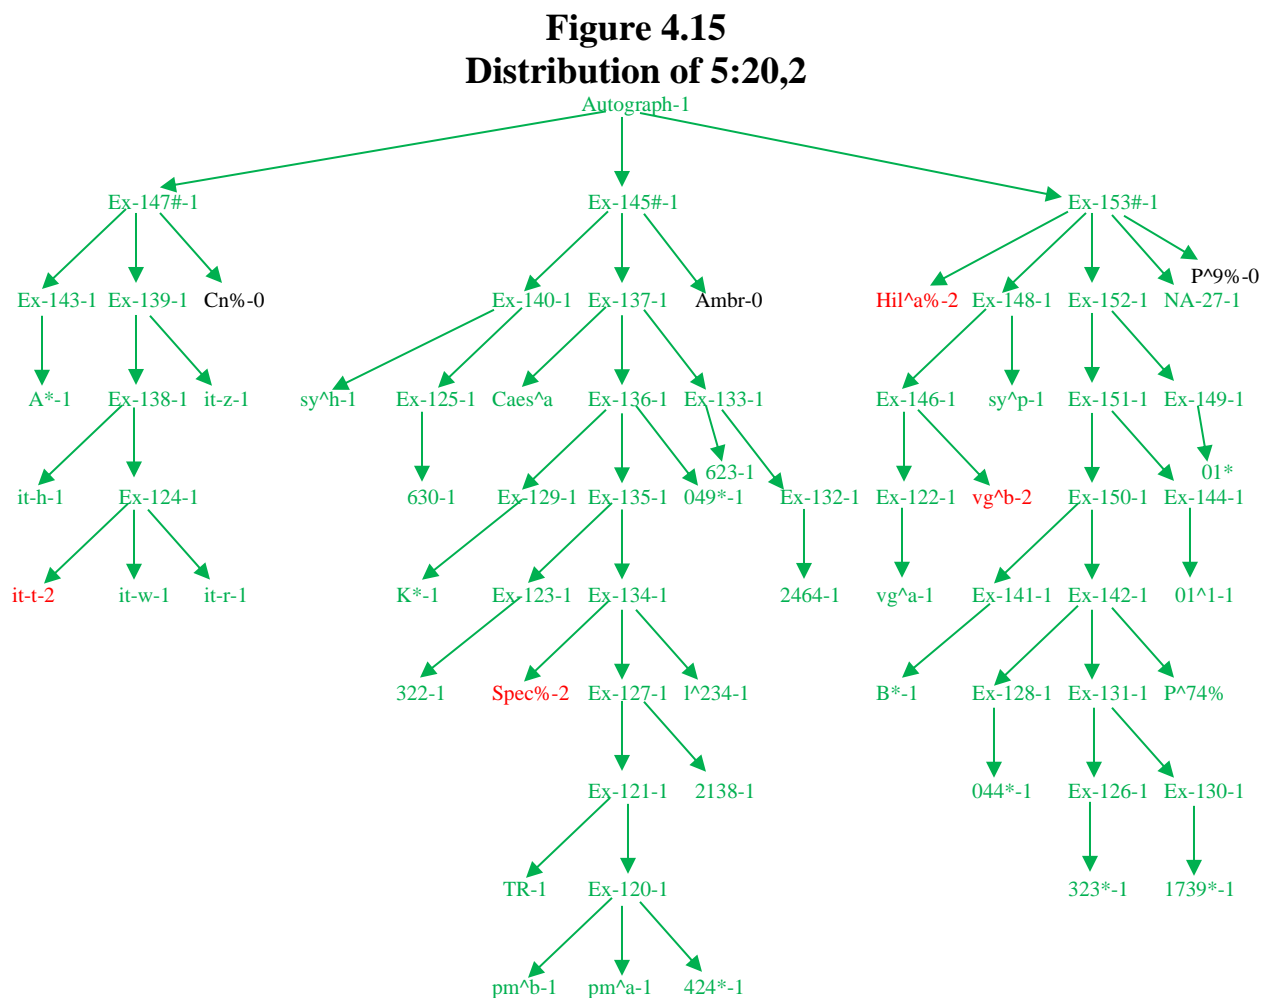 Figure 4.15
Distribution of 5:20,2
Autograph-1
Ex-147#-1 Ex-145#-1 Ex-153#-1
P^9%-0
Ex-143-1 Ex-139-1 Cn%-0 Ex-140-1 Ex-137-1 Ambr-0 Hil^a%-2 Ex-148-1 Ex-152-1 NA-27-1
A*-1 Ex-138-1 it-z-1 sy^h-1 Ex-125-1 Caes^a Ex-136-1 Ex-133-1 Ex-146-1 sy^p-1 Ex-151-1 Ex-149-1
623-1 01*
it-h-1 Ex-124-1 630-1 Ex-129-1 Ex-135-1 049*-1 Ex-132-1 Ex-122-1 vg^b-2 Ex-150-1 Ex-144-1
it-t-2 it-w-1 it-r-1 K*-1 Ex-123-1 Ex-134-1 2464-1 vg^a-1 Ex-141-1 Ex-142-1 01^1-1
322-1 Spec%-2 Ex-127-1 l^234-1 B*-1 Ex-128-1 Ex-131-1 P^74%
Ex-121-1 2138-1 044*-1 Ex-126-1 Ex-130-1
TR-1 Ex-120-1 323*-1 1739*-1
pm^b-1 pm^a-1 424*-1